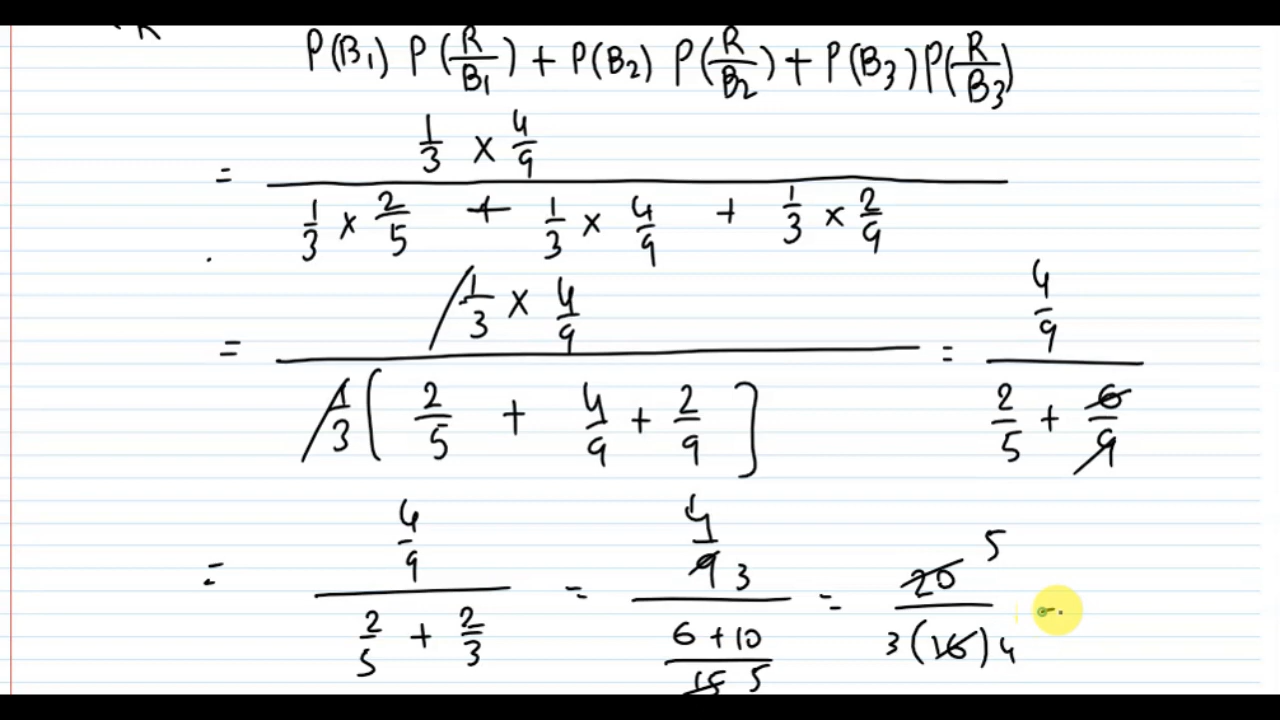 R
P(B₁) P(R/B₁) + P(B₂) P(R/B₂) + P(B₃)P(R/B₃)
= (1/3 × 4/9) / (1/3 × 2/5 + 1/3 × 4/9 + 1/3 × 2/9)
= (1/3 × 4/9) / (1/3 ( 2/5 + 4/9 + 2/9 ]) = (4/9) / (2/5 + 6/9)
= (4/9) / (2/5 + 2/3) = (4/9 3) / ((6 + 10)/(15 5)) = 20 5 / 3(16)4 =